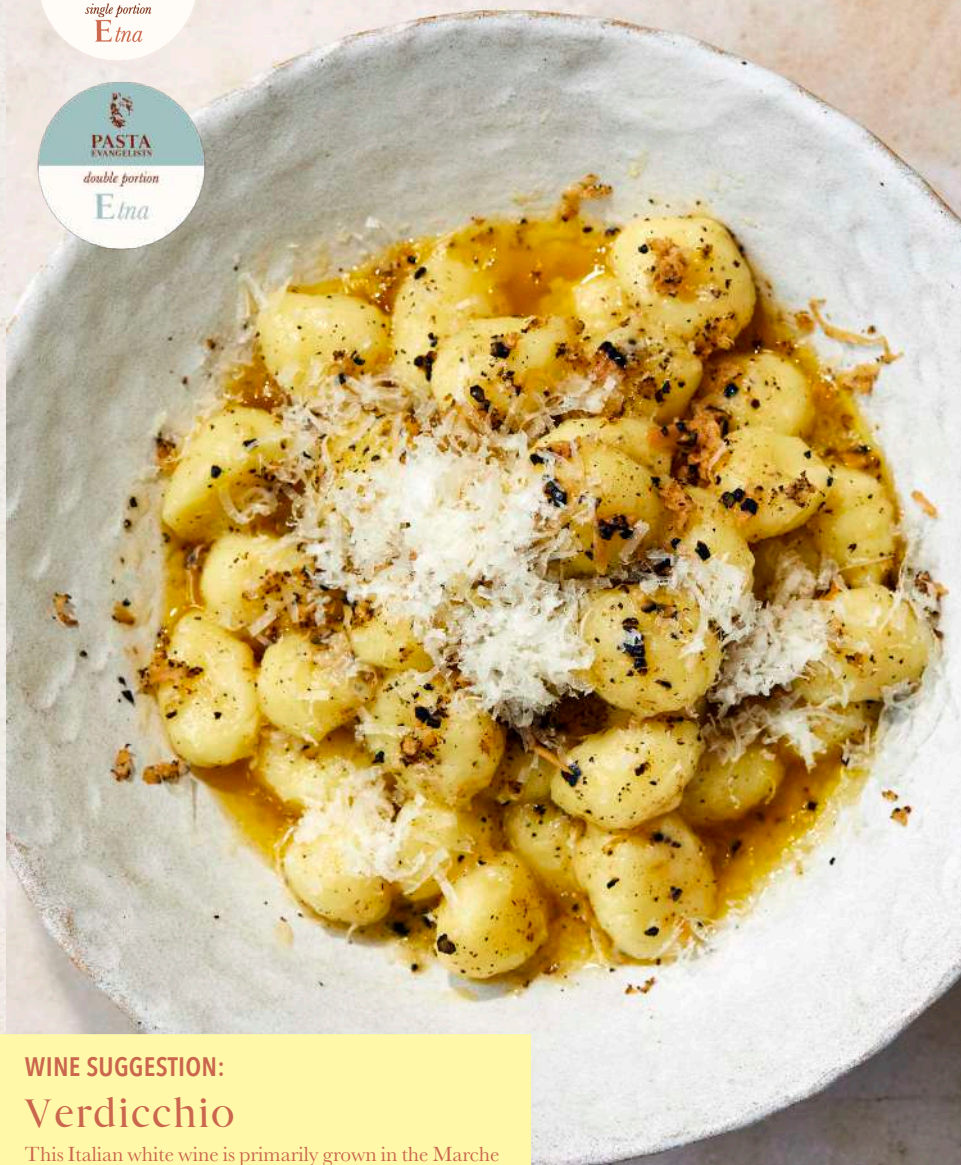 single portion
Etna
PASTA
EVANGELISTS
double portion
Etna
WINE SUGGESTION:
Verdicchio
This Italian white wine is primarily grown in the Marche